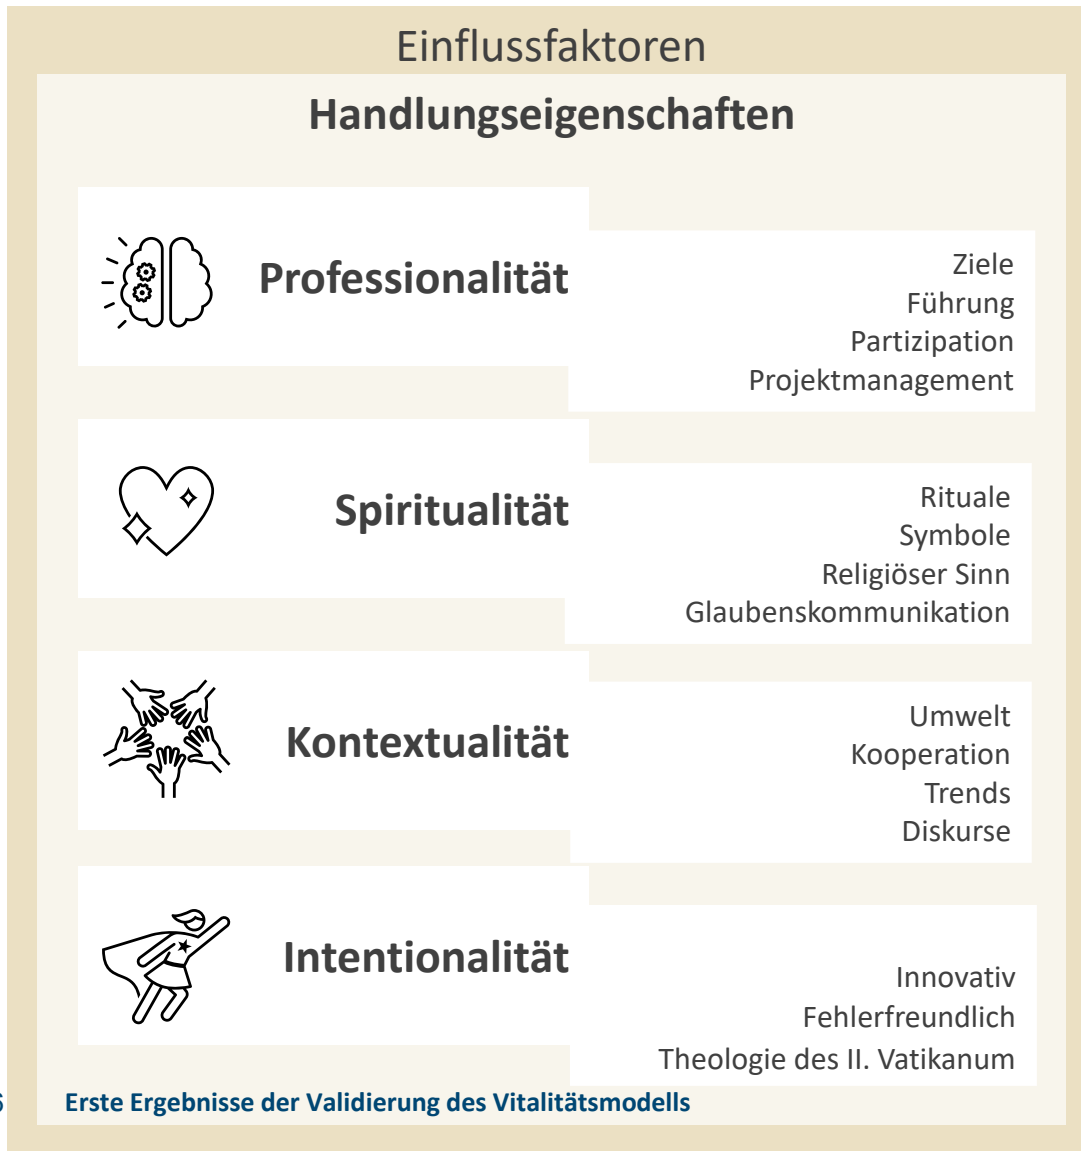 Einflussfaktoren
Handlungseigenschaften
Professionalität
Ziele
Führung
Partizipation
Projektmanagement
Spiritualität
Rituale
Symbole
Religiöser Sinn
Glaubenskommunikation
Kontextualität
Umwelt
Kooperation
Trends
Diskurse
Intentionalität
Innovativ
Fehlerfreundlich
Theologie des II. Vatikanum
Erste Ergebnisse der Validierung des Vitalitätsmodells